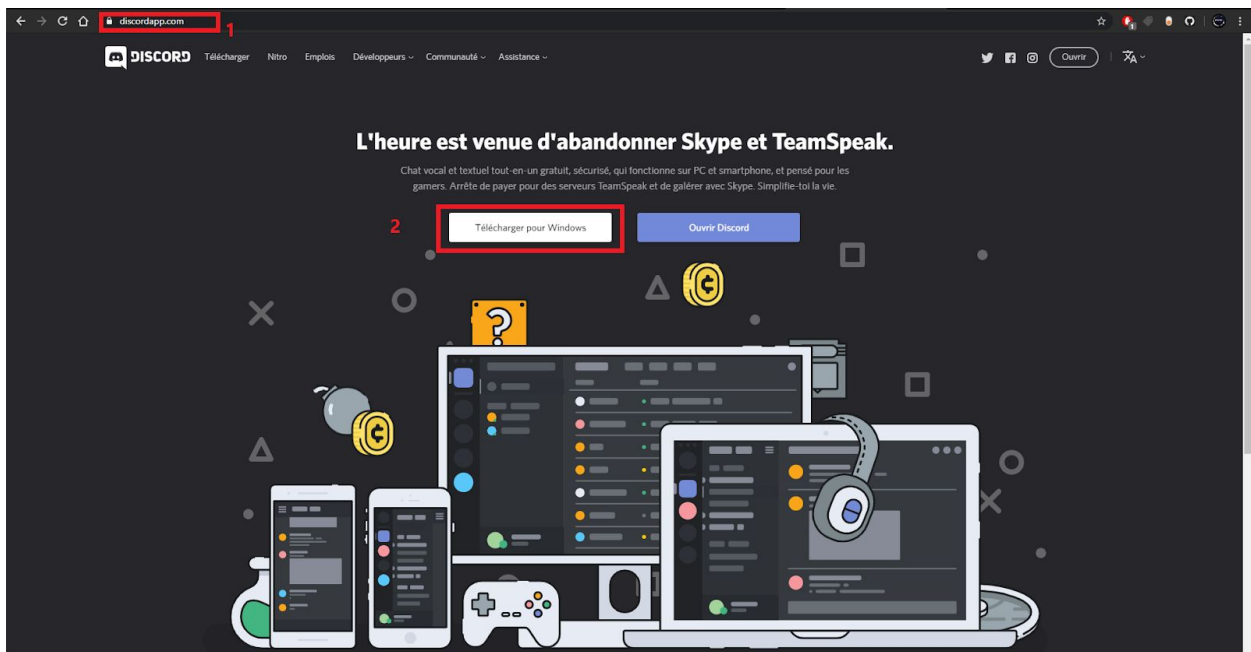 discordapp.com
1
DISCORD Télécharger Nitro Emplois Développeurs Communauté Assistance Ouvrir
L'heure est venue d'abandonner Skype et TeamSpeak.
Chat vocal et textuel tout-en-un gratuit, sécurisé, qui fonctionne sur PC et smartphone, et pensé pour les
gamers. Arrête de payer pour des serveurs TeamSpeak et de galérer avec Skype. Simplifie-toi la vie.
2 Télécharger pour Windows Ouvrir Discord